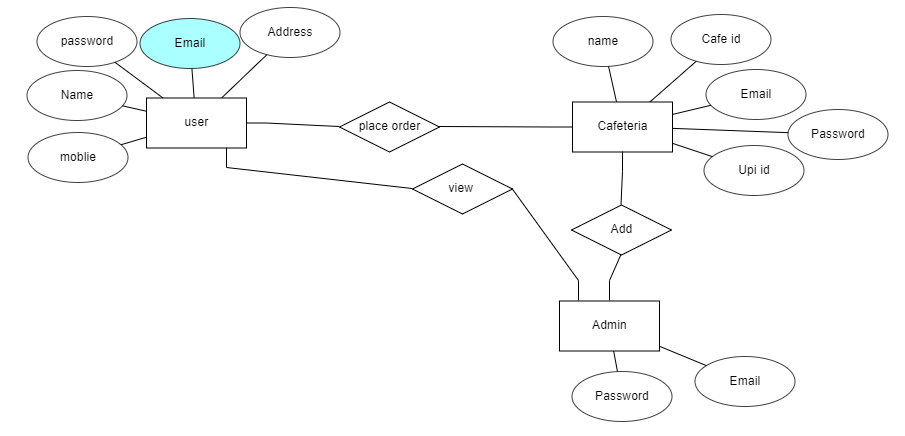 password
Email
Address
name
Cafe id
Name
Email
user
place order
Cafeteria
Password
moblie
Upi id
view
Add
Admin
Password
Email